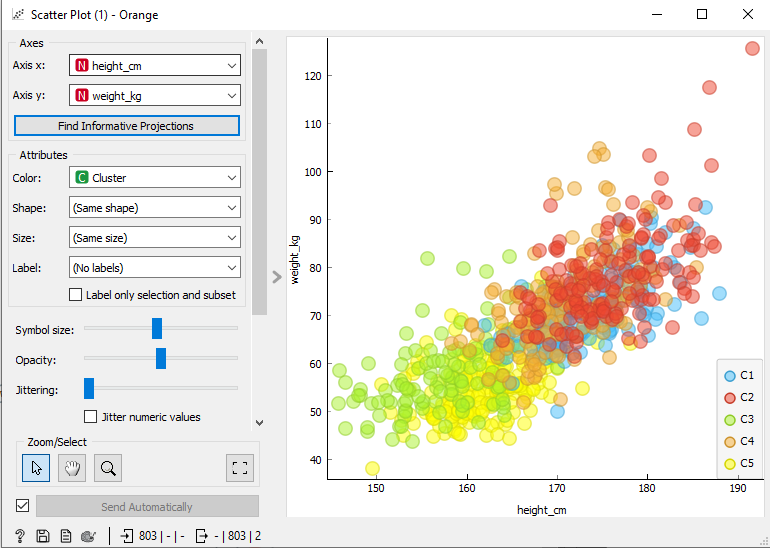 Scatter Plot (1) - Orange
Axes
Axis x: N height_cm
Axis y: N weight_kg
Find Informative Projections
Attributes
Color: C Cluster
Shape: (Same shape)
Size: (Same size)
Label: (No labels)
Label only selection and subset
Symbol size:
Opacity:
Jittering:
Jitter numeric values
Zoom/Select
Send Automatically
? 803 | - | - - | 803 | 2
weight_kg
120
110
100
90
80
70
60
50
40
150 160 170 180 190
height_cm
C1
C2
C3
C4
C5